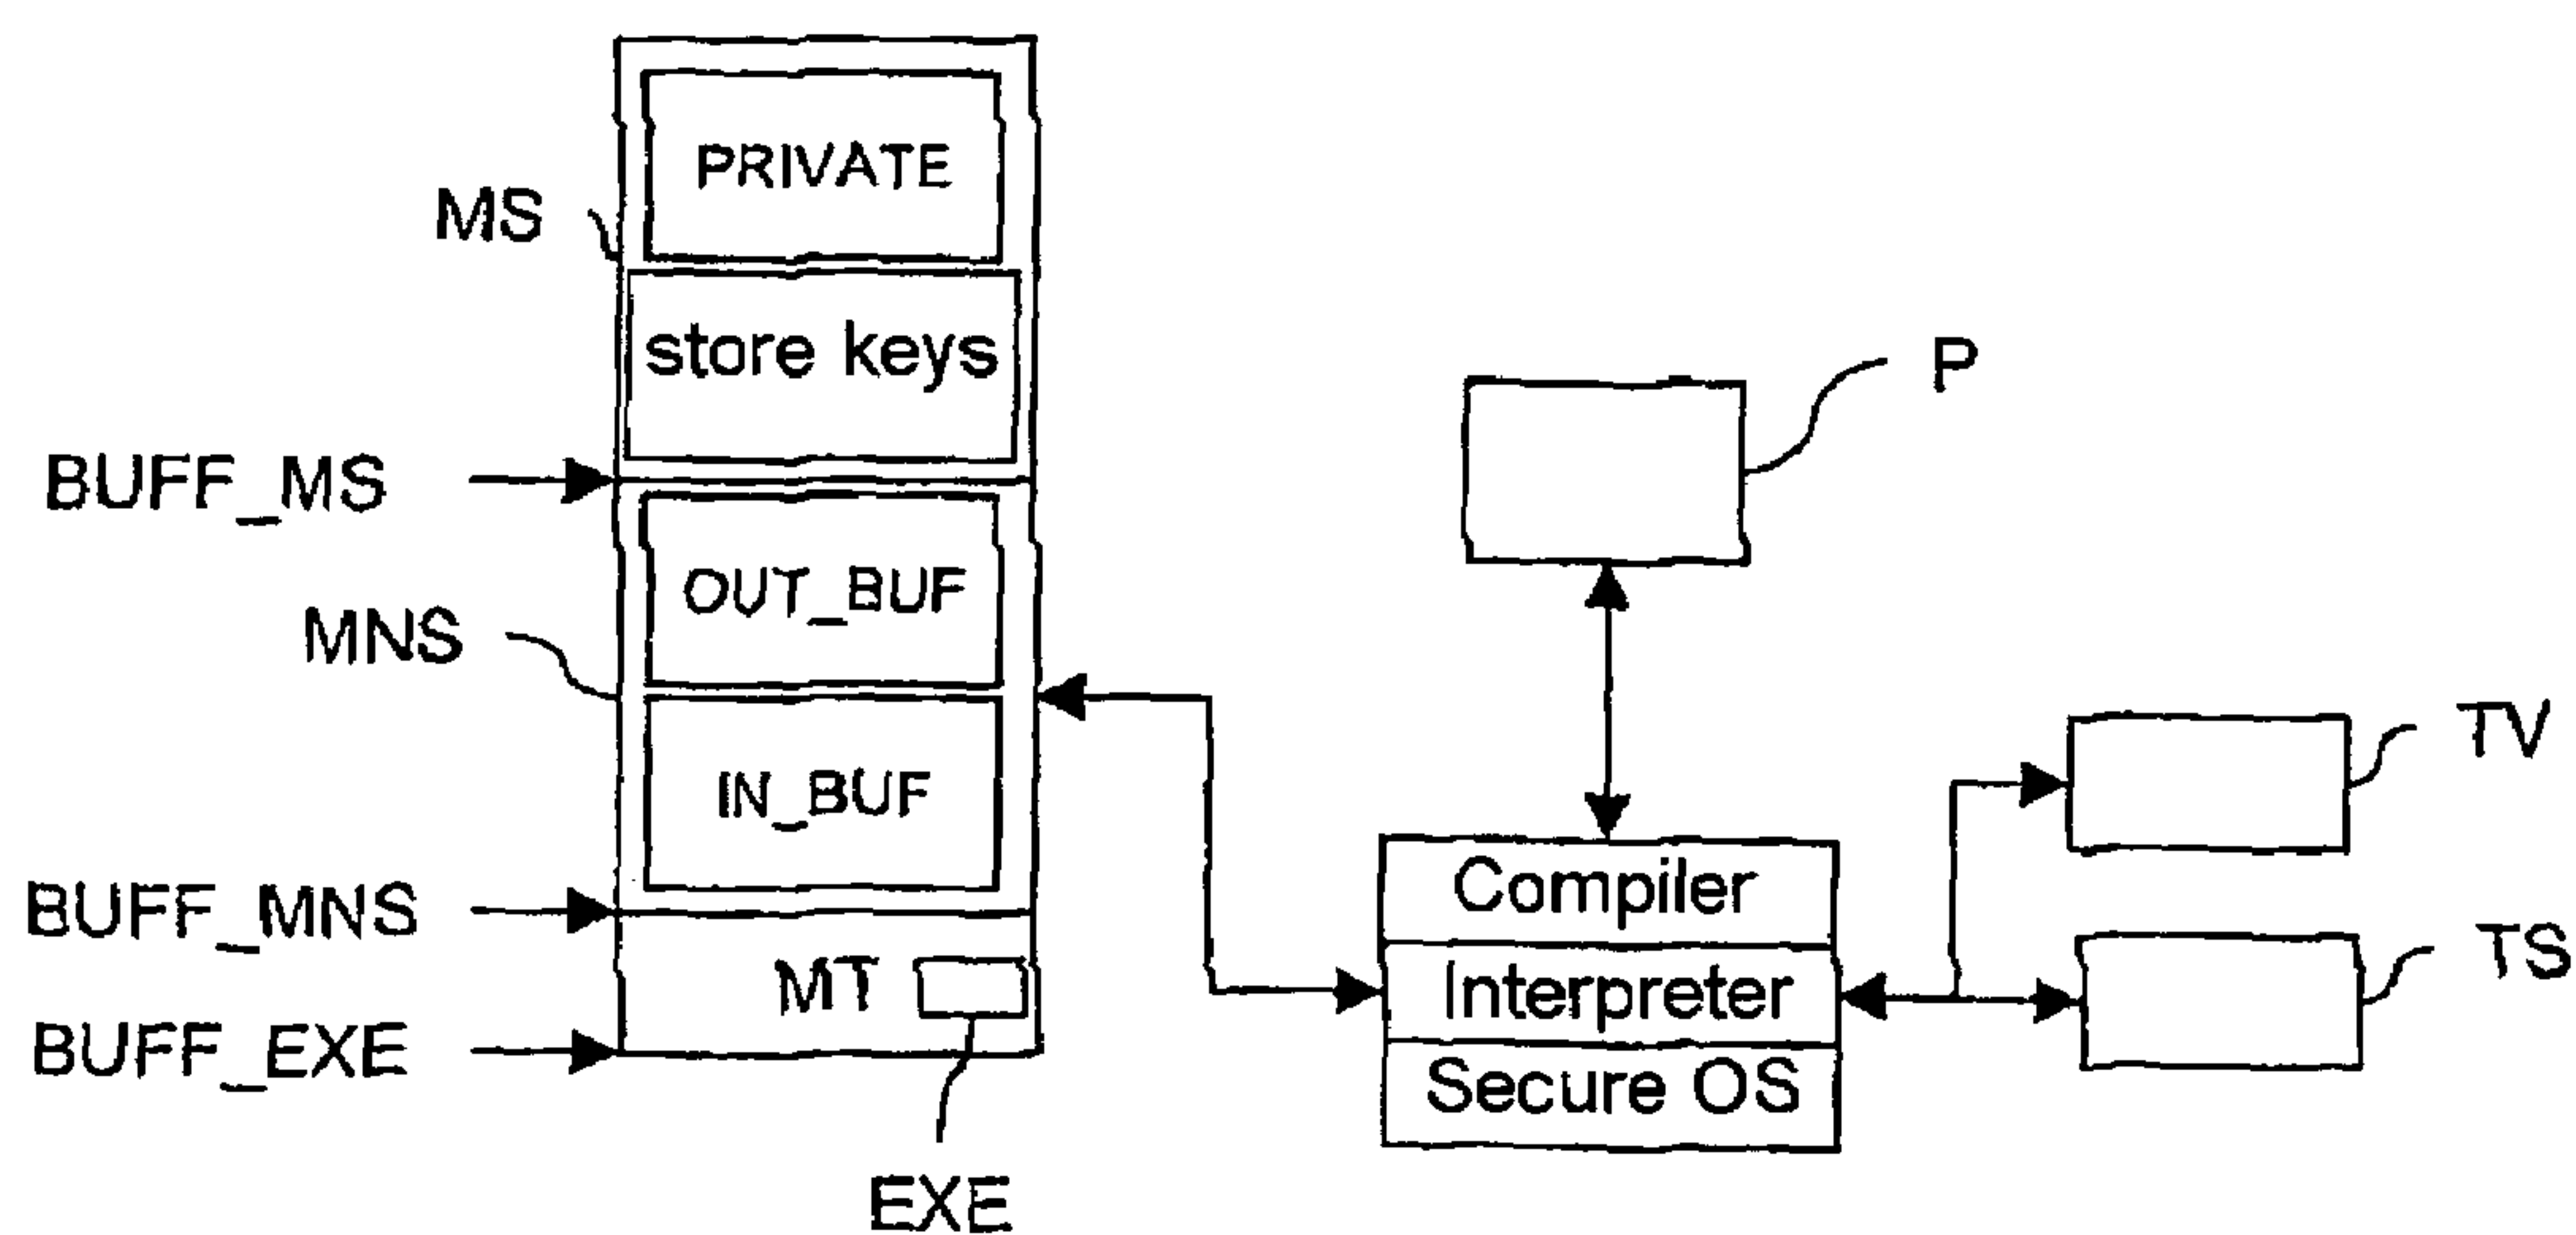 PRIVATE
MS
store keys
BUFF_MS
P
OUT_BUF
MNS
TV
IN_BUF
Compiler
BUFF_MNS
TS
MT
Interpreter
BUFF_EXE
Secure OS
EXE